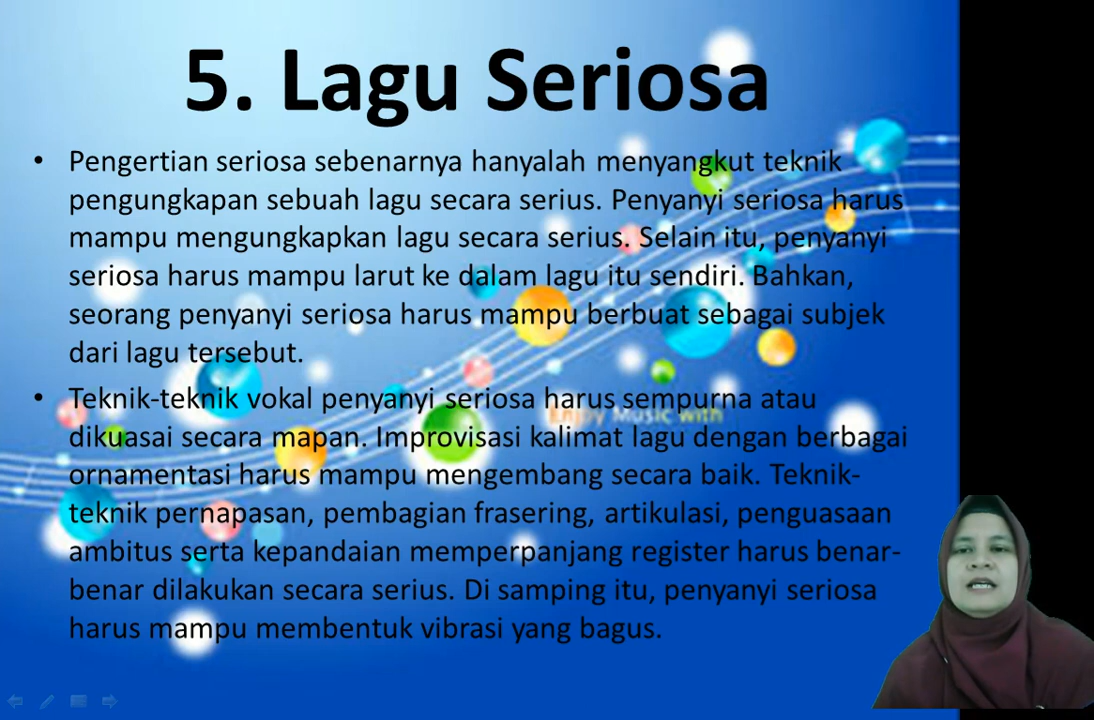 5. Lagu Seriosa
• Pengertian seriosa sebenarnya hanyalah menyangkut teknik
pengungkapan sebuah lagu secara serius. Penyanyi seriosa harus
mampu mengungkapkan lagu secara serius. Selain itu, penyanyi
seriosa harus mampu larut ke dalam lagu itu sendiri. Bahkan,
seorang penyanyi seriosa harus mampu berbuat sebagai subjek
dari lagu tersebut.
• Teknik-teknik vokal penyanyi seriosa harus sempurna atau
Enjoy Music with
dikuasai secara mapan. Improvisasi kalimat lagu dengan berbagai
ornamentasi harus mampu mengembang secara baik. Teknik-
teknik pernapasan, pembagian frasering, artikulasi, penguasaan
ambitus serta kepandaian memperpanjang register harus benar-
benar dilakukan secara serius. Di samping itu, penyanyi seriosa
harus mampu membentuk vibrasi yang bagus.